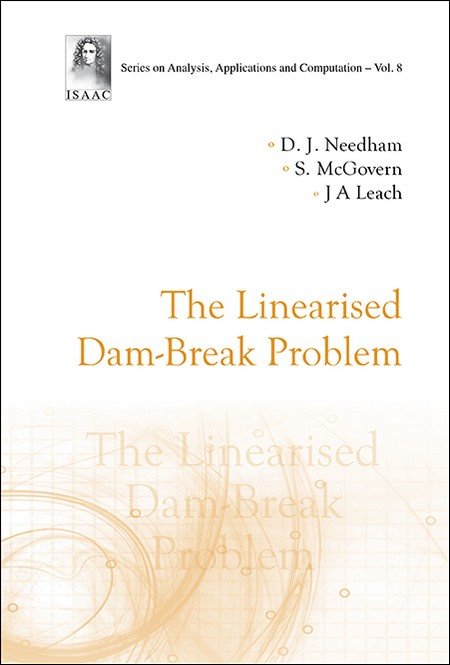 ISAAC
Series on Analysis, Applications and Computation – Vol. 8
D. J. Needham
S. McGovern
J A Leach
The Linearised
Dam-Break Problem
The Linearised
Dam-Break
Problem